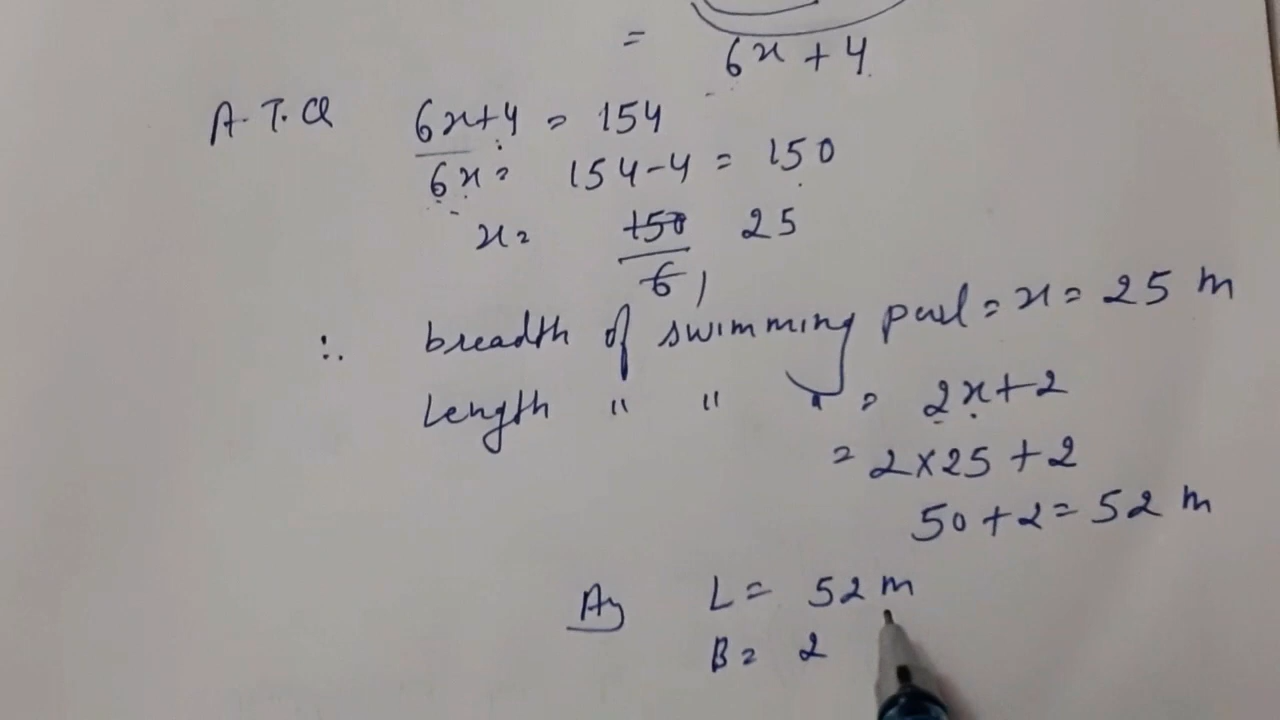 =
6x + 4
A.T.Q 6x+4 = 154
6x = 154-4 = 150
x = 150/6 25
∴ breadth of swimming pool = x = 25 m
Length " " " = 2x+2
= 2×25+2
50+2=52 m
L = 52 m
B = 2